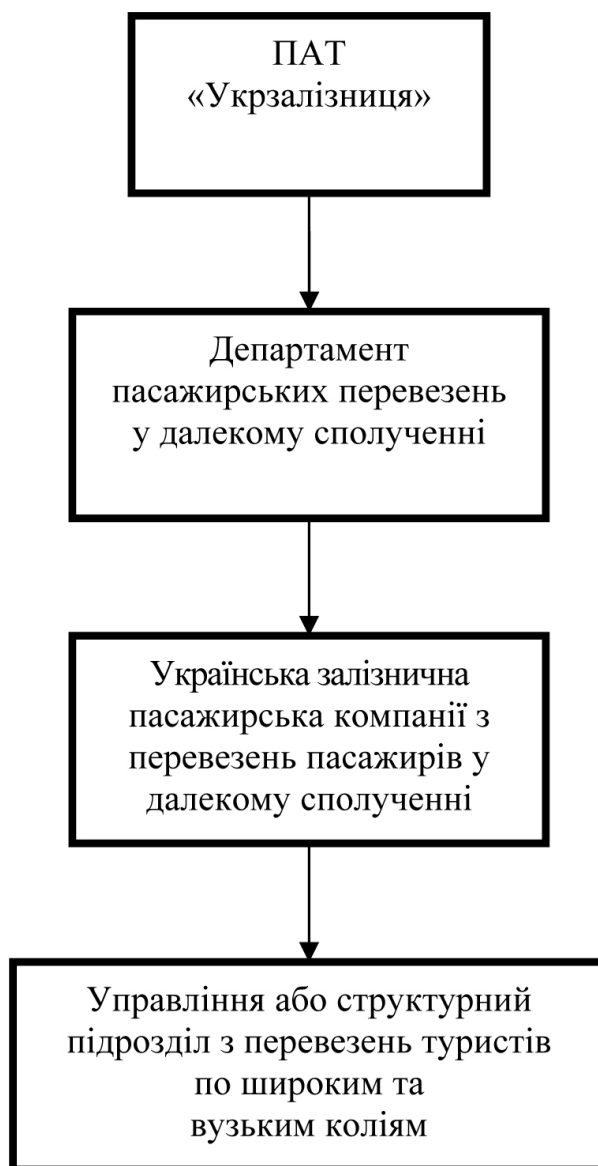 ПАТ
«Укрзалізниця»
Департамент
пасажирських перевезень
у далекому сполученні
Українська залізнична
пасажирська компанії з
перевезень пасажирів у
далекому сполученні
Управління або структурний
підрозділ з перевезень туристів
по широким та
вузьким коліям